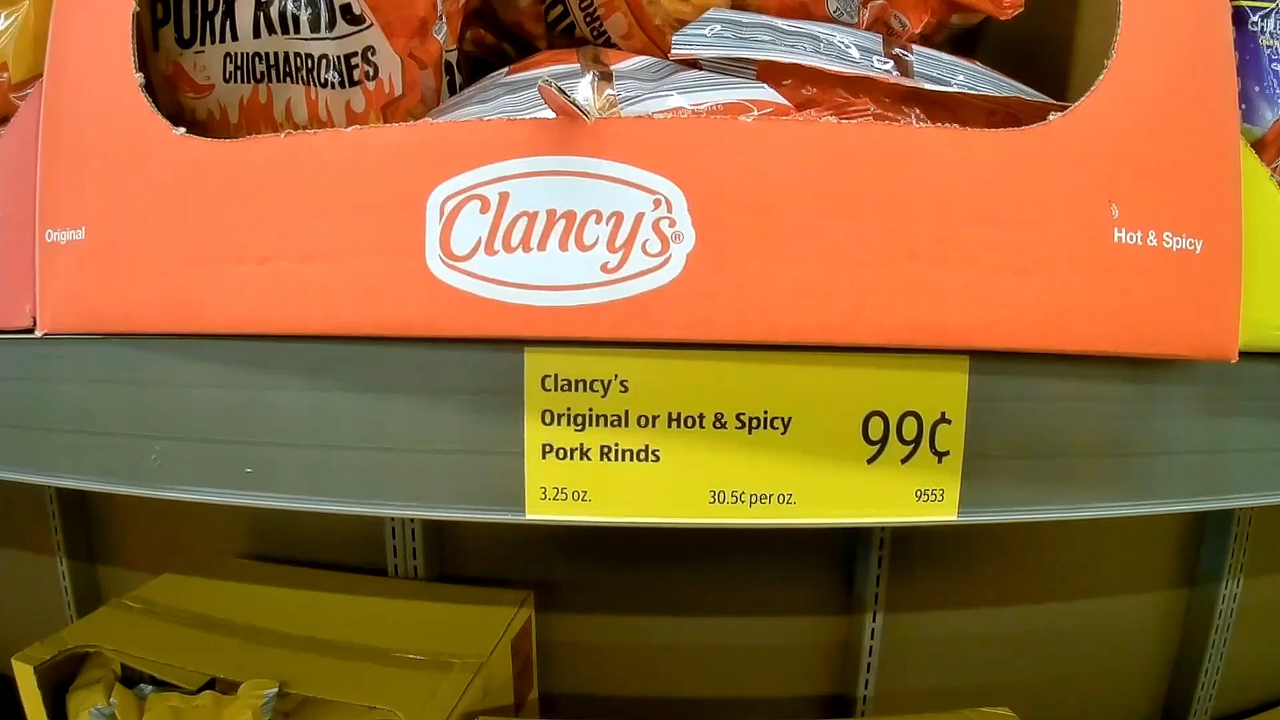 PORK RINDS
CHICHARRONES
Original
Clancy's®
Hot & Spicy
Clancy's
Original or Hot & Spicy
Pork Rinds
99¢
3.25 oz.
30.5¢ per oz.
9553